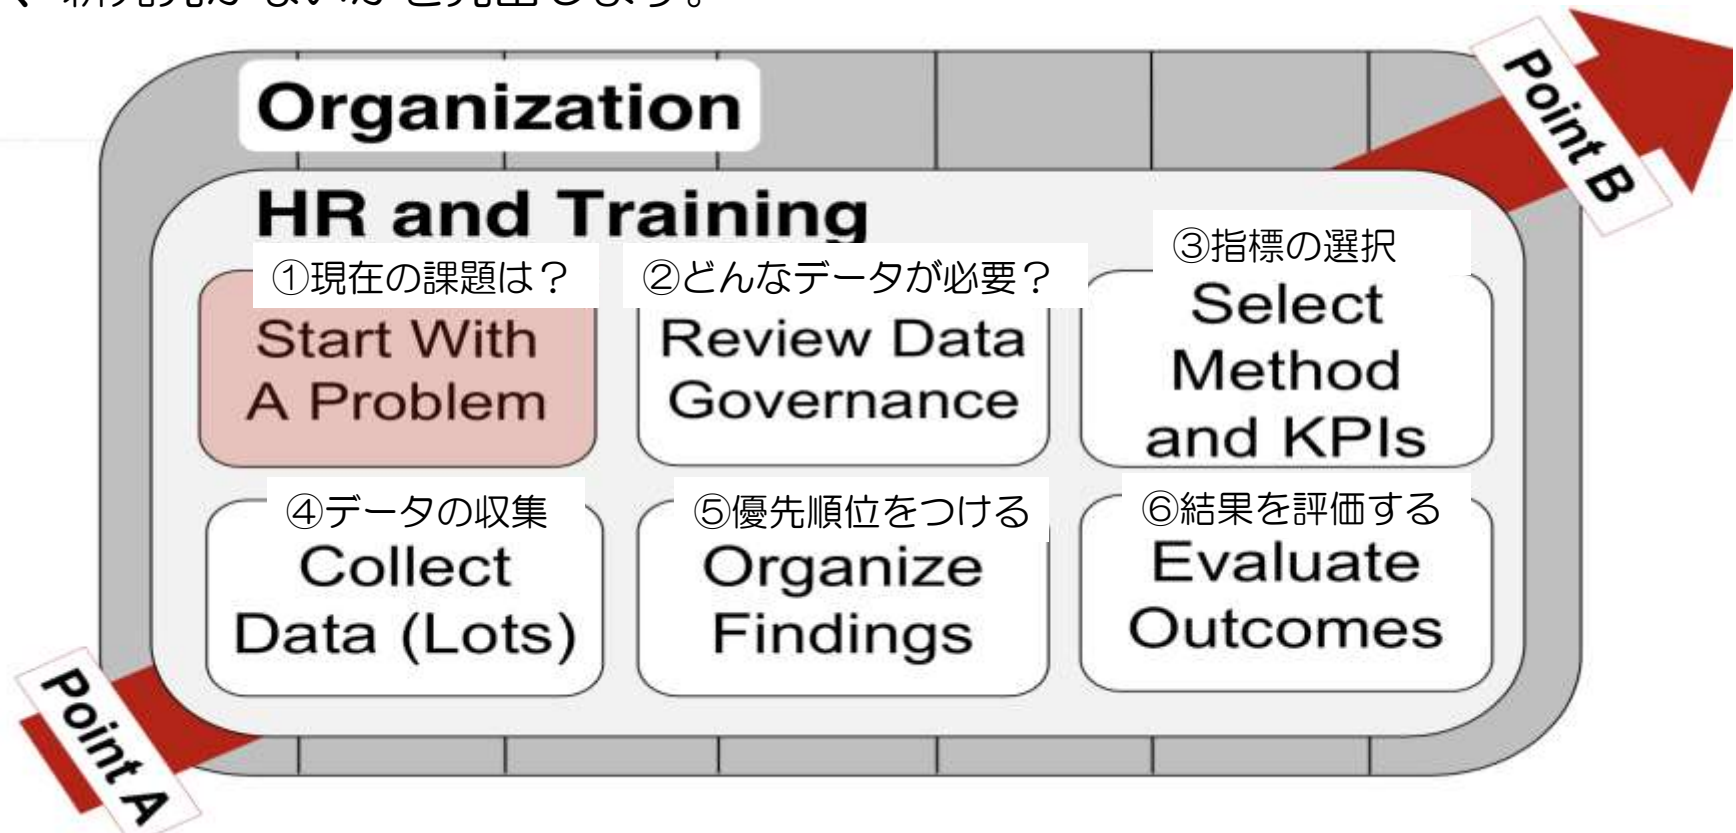 Organization
HR and Training
①現在の課題は？
Start With
A Problem
②どんなデータが必要？
Review Data
Governance
③指標の選択
Select
Method
and KPIs
④データの収集
Collect
Data (Lots)
⑤優先順位をつける
Organize
Findings
⑥結果を評価する
Evaluate
Outcomes
Point A
Point B